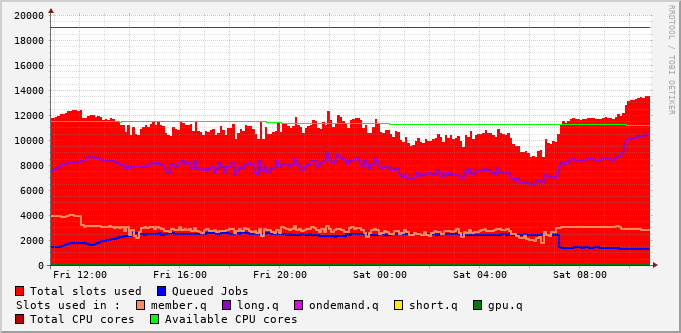 RRDTOOL / TOBI OETIKER
20000
18000
16000
14000
12000
10000
8000
6000
4000
2000
0
Fri 12:00 Fri 16:00 Fri 20:00 Sat 00:00 Sat 04:00 Sat 08:00
Total slots used Queued Jobs
Slots used in : member.q long.q ondemand.q short.q gpu.q
Total CPU cores Available CPU cores